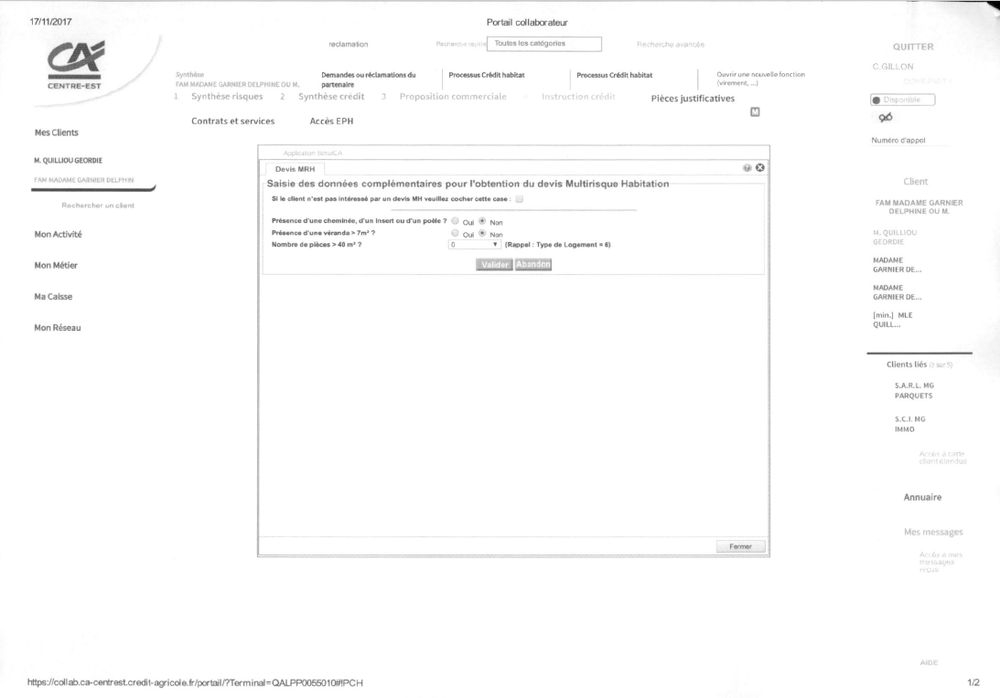 17/11/2017
Portail collaborateur
CENTRE-EST
reclamation
Recherche rapide
Toutes les catégories
Recherche avancée
QUITTER
C.GILLON
Disponible
Numéro d'appel
Synthèse
FAM MADAME GARNIER DELPHINE OU M.
Demandes ou réclamations du
partenaire
Processus Crédit habitat
Processus Crédit habitat
Ouvrir une nouvelle fonction
(virement, ...)
1 Synthèse risques 2 Synthèse crédit 3 Proposition commerciale Instruction crédit Pièces justificatives
M
Contrats et services Accès EPH
Mes Clients
M. QUILLIOU GEORDIE
FAM MADAME GARNIER DELPHIN
Rechercher un client
Mon Activité
Mon Métier
Ma Caisse
Mon Réseau
Application SimulCA
Devis MRH
Saisie des données complémentaires pour l'obtention du devis Multirisque Habitation
Si le client n'est pas intéressé par un devis MH veuillez cocher cette case :
Présence d'une cheminée, d'un insert ou d'un poêle ? Oui Non
Présence d'une véranda > 7m² ? Oui Non
Nombre de pièces > 40 m² ? 0 ▼ (Rappel : Type de Logement = 6)
Valider Abandon
Fermer
Client
FAM MADAME GARNIER
DELPHINE OU M.
M. QUILLIOU
GEORDIE
MADAME
GARNIER DE...
MADAME
GARNIER DE...
[min.] MLE
QUILL...
Clients liés (2 sur 5)
S.A.R.L. MG
PARQUETS
S.C.I. MG
IMMO
Accès à carte
client étendue
Annuaire
Mes messages
Accès à mes
messages
reçus
AIDE
https://collab.ca-centrest.credit-agricole.fr/portail/?Terminal=QALPP0055010#!PCH
1/2